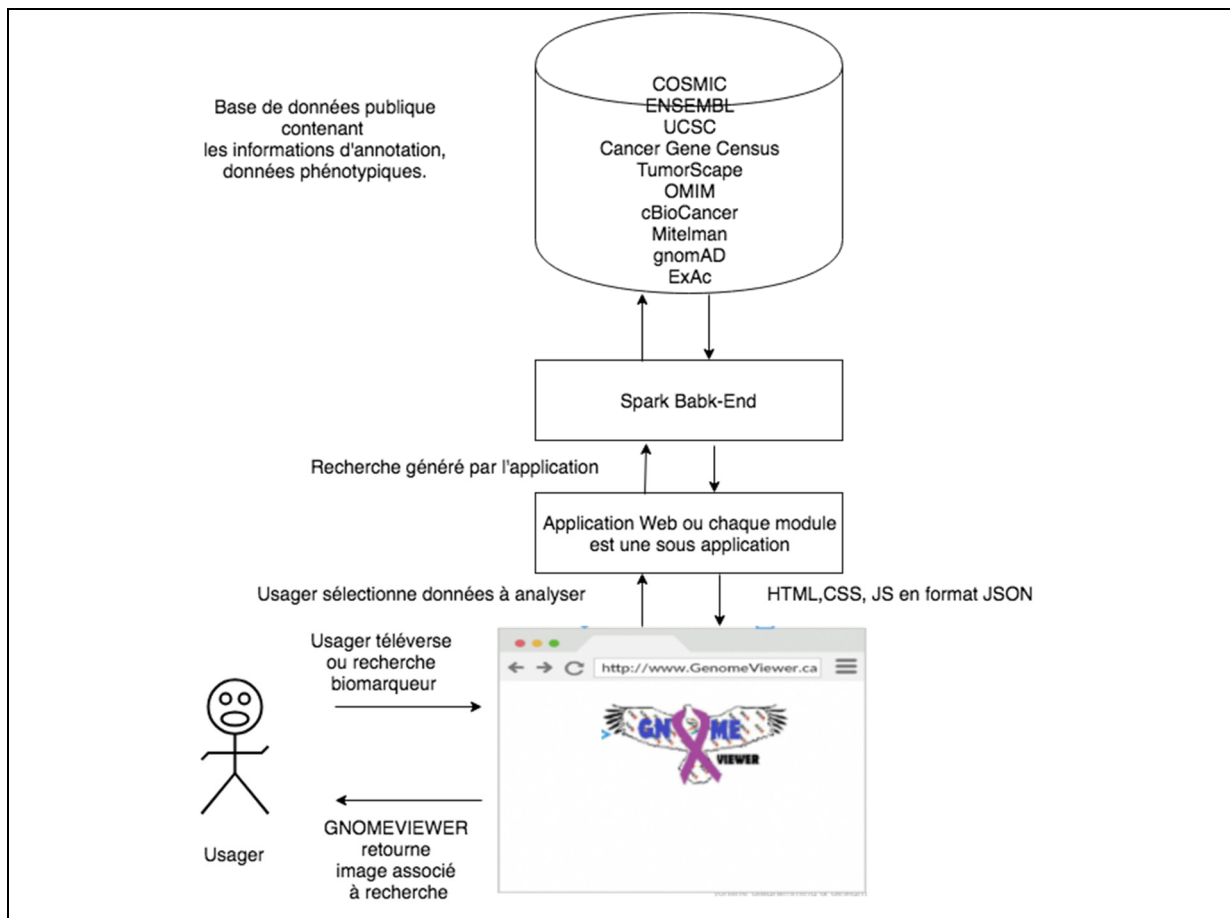 COSMIC
ENSEMBL
UCSC
Cancer Gene Census
TumorScape
OMIM
cBioCancer
Mitelman
gnomAD
ExAc
Base de données publique
contenant
les informations d'annotation,
données phénotypiques.
Spark Babk-End
Recherche généré par l'application
Application Web ou chaque module
est une sous application
Usager sélectionne données à analyser
HTML,CSS, JS en format JSON
Usager téléverse
ou recherche
biomarqueur
http://www.GenomeViewer.ca
GN ME
VIEWER
Usager
GNOMEVIEWER
retourne
image associé
à recherche